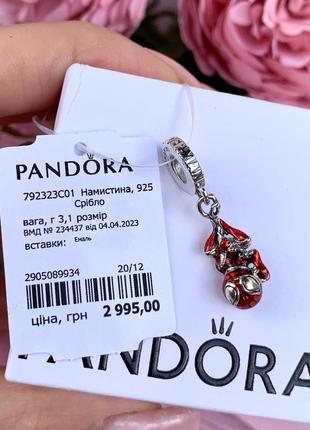 PANDORA
792323C01 Намистина, 925
Срібло
вага, г 3,1 розмір
ВМД № 234437 від 04.04.2023
вставки: Емаль
2905089934 20/12
ціна, грн 2 995,00
PANDORA